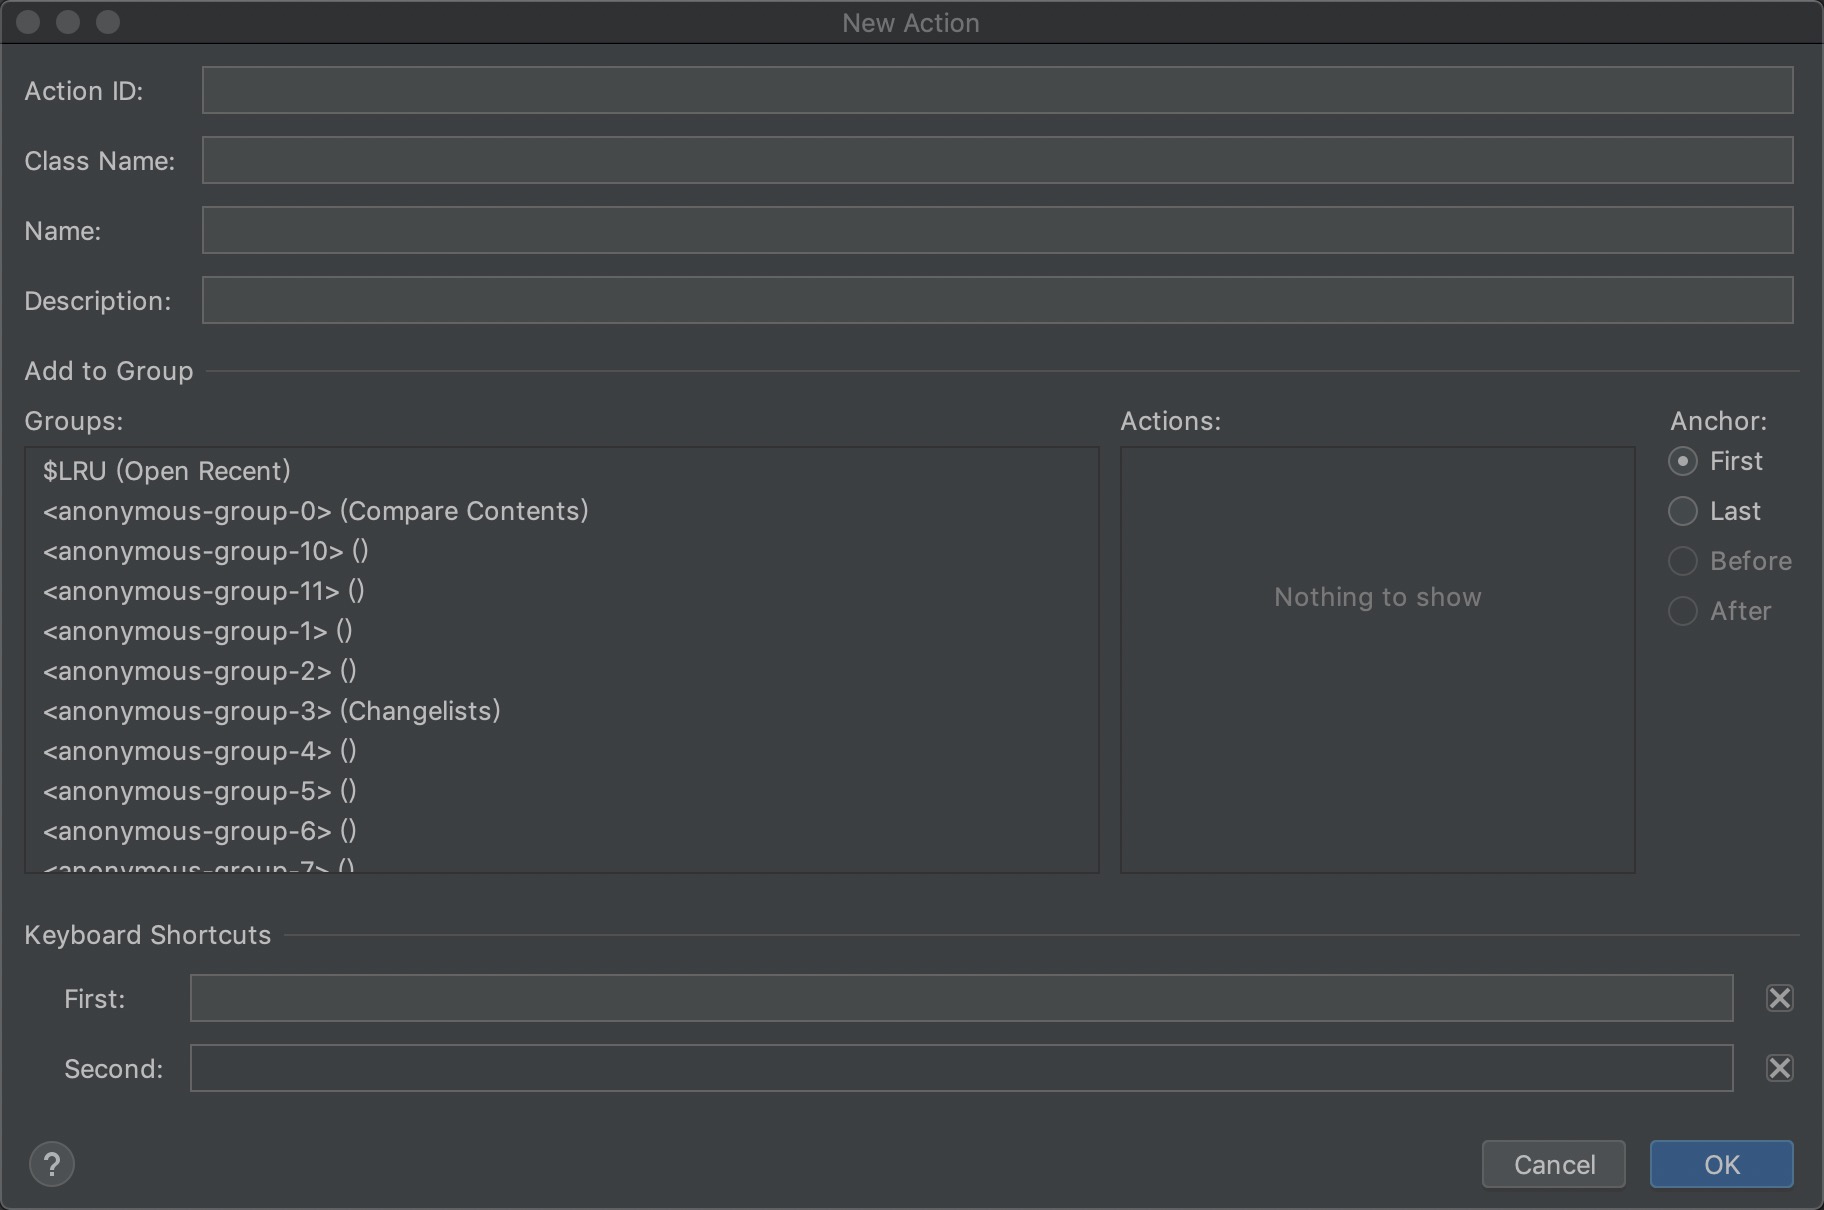 New Action
Action ID:
Class Name:
Name:
Description:
Add to Group
Groups:
$LRU (Open Recent)
<anonymous-group-0> (Compare Contents)
<anonymous-group-10> ()
<anonymous-group-11> ()
<anonymous-group-1> ()
<anonymous-group-2> ()
<anonymous-group-3> (Changelists)
<anonymous-group-4> ()
<anonymous-group-5> ()
<anonymous-group-6> ()
<anonymous-group-7> ()
Actions:
Nothing to show
Anchor:
First
Last
Before
After
Keyboard Shortcuts
First:
Second:
?
Cancel
OK